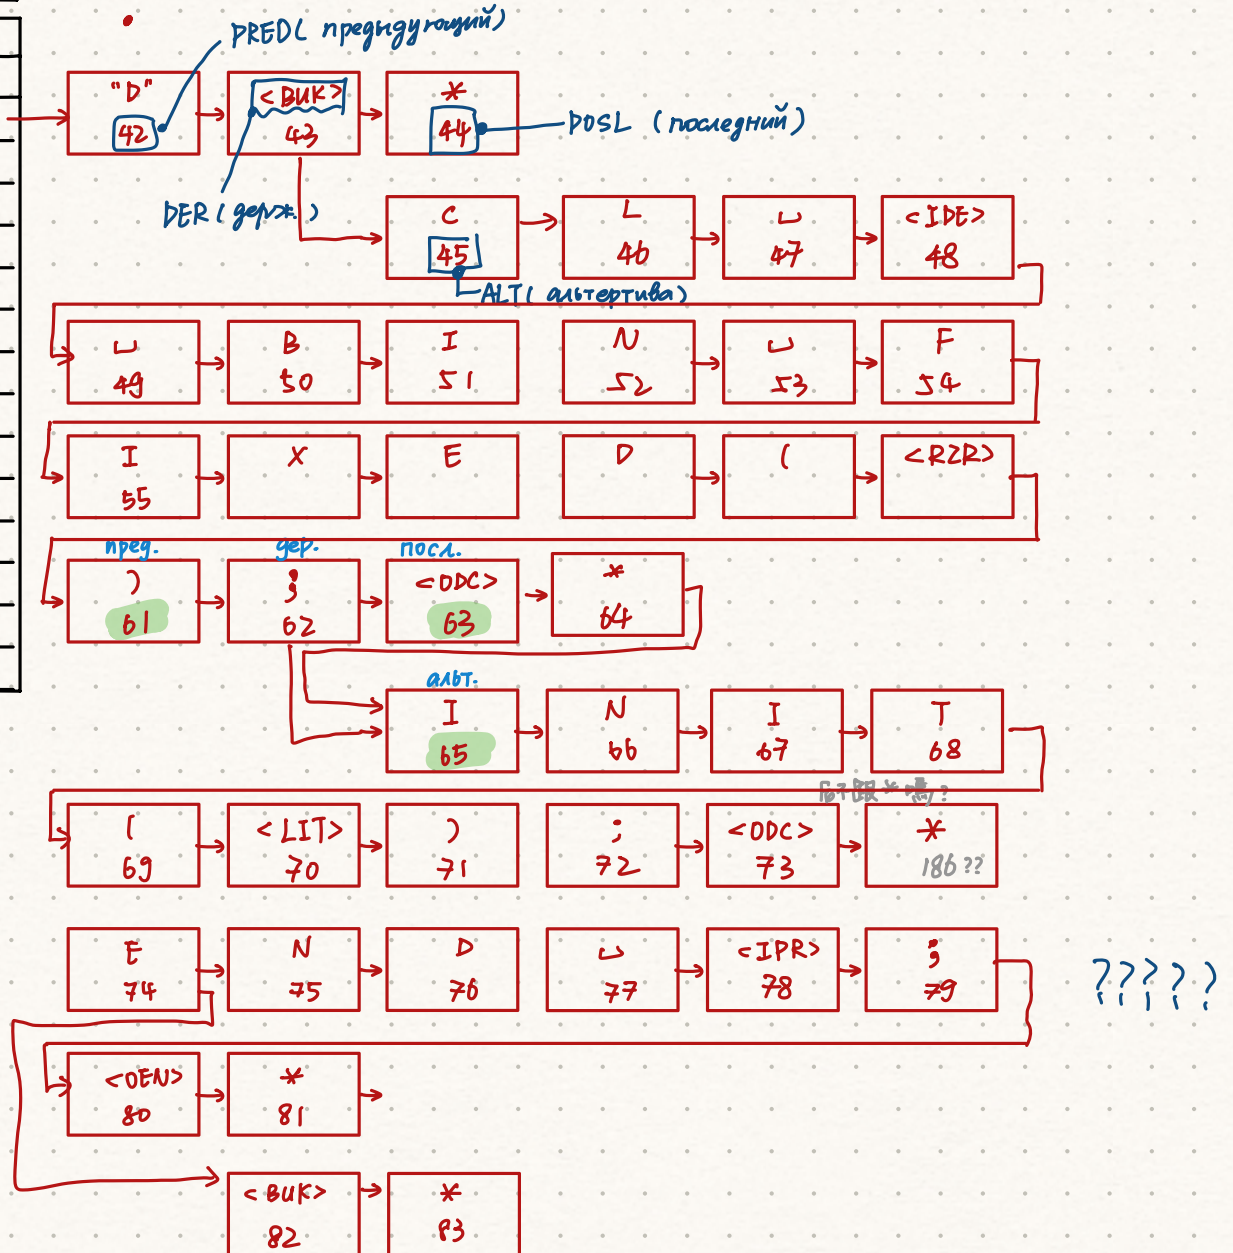 PRED( предыдующий)
"D" <BUK> *
42 43 44
POSL (последний)
DER( держ. )
C L ␣ <IDE>
45 46 47 48
ALT( альтертива)
␣ B I N ␣ F
49 50 51 52 53 54
I X E D ( <RZR>
55
пред. дер. посл.
) ; <ODC> *
61 62 63 64
альт.
I N I T
65 66 67 68
( <LIT> ) ; <ODC> *
69 70 71 72 73 186??
E N D ␣ <IPR> ;
74 75 76 77 78 79
?????
<OEN> *
80 81
<BUK> *
82 83